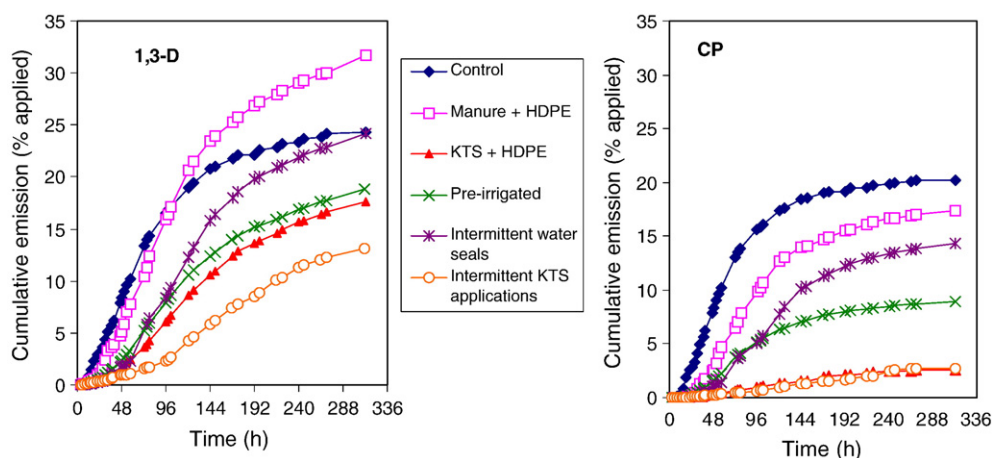 1,3-D
Cumulative emission (% applied)
35
30
25
20
15
10
5
0
0 48 96 144 192 240 288 336
Time (h)
Control
Manure + HDPE
KTS + HDPE
Pre-irrigated
Intermittent water
seals
Intermittent KTS
applications
CP
Cumulative emission (% applied)
35
30
25
20
15
10
5
0
0 48 96 144 192 240 288 336
Time (h)